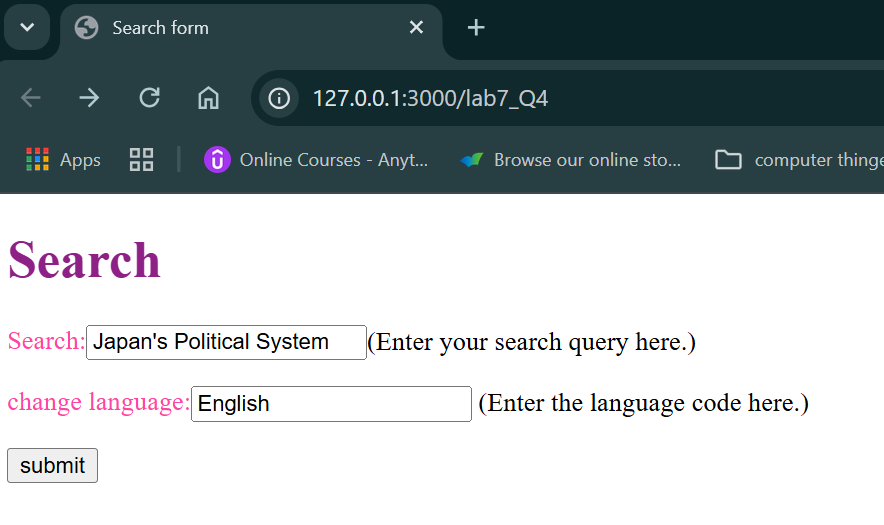 Search form
127.0.0.1:3000/lab7_Q4
Apps
Online Courses - Anyt...
Browse our online sto...
computer thinge
Search
Search: Japan's Political System (Enter your search query here.)
change language: English (Enter the language code here.)
submit